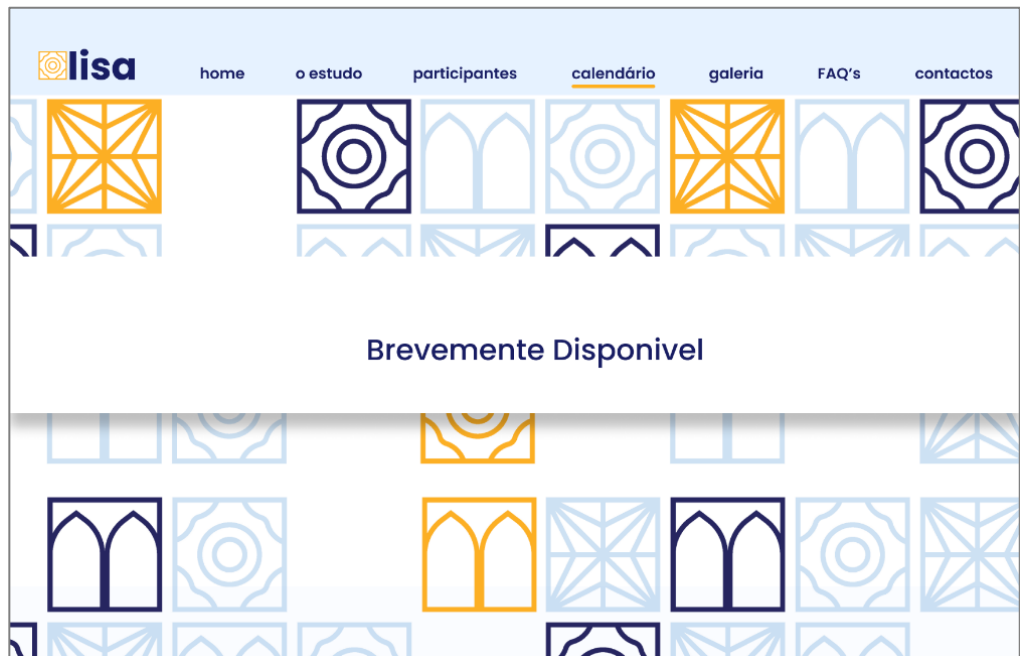 lisa
home o estudo participantes calendário galeria FAQ's contactos
Brevemente Disponivel